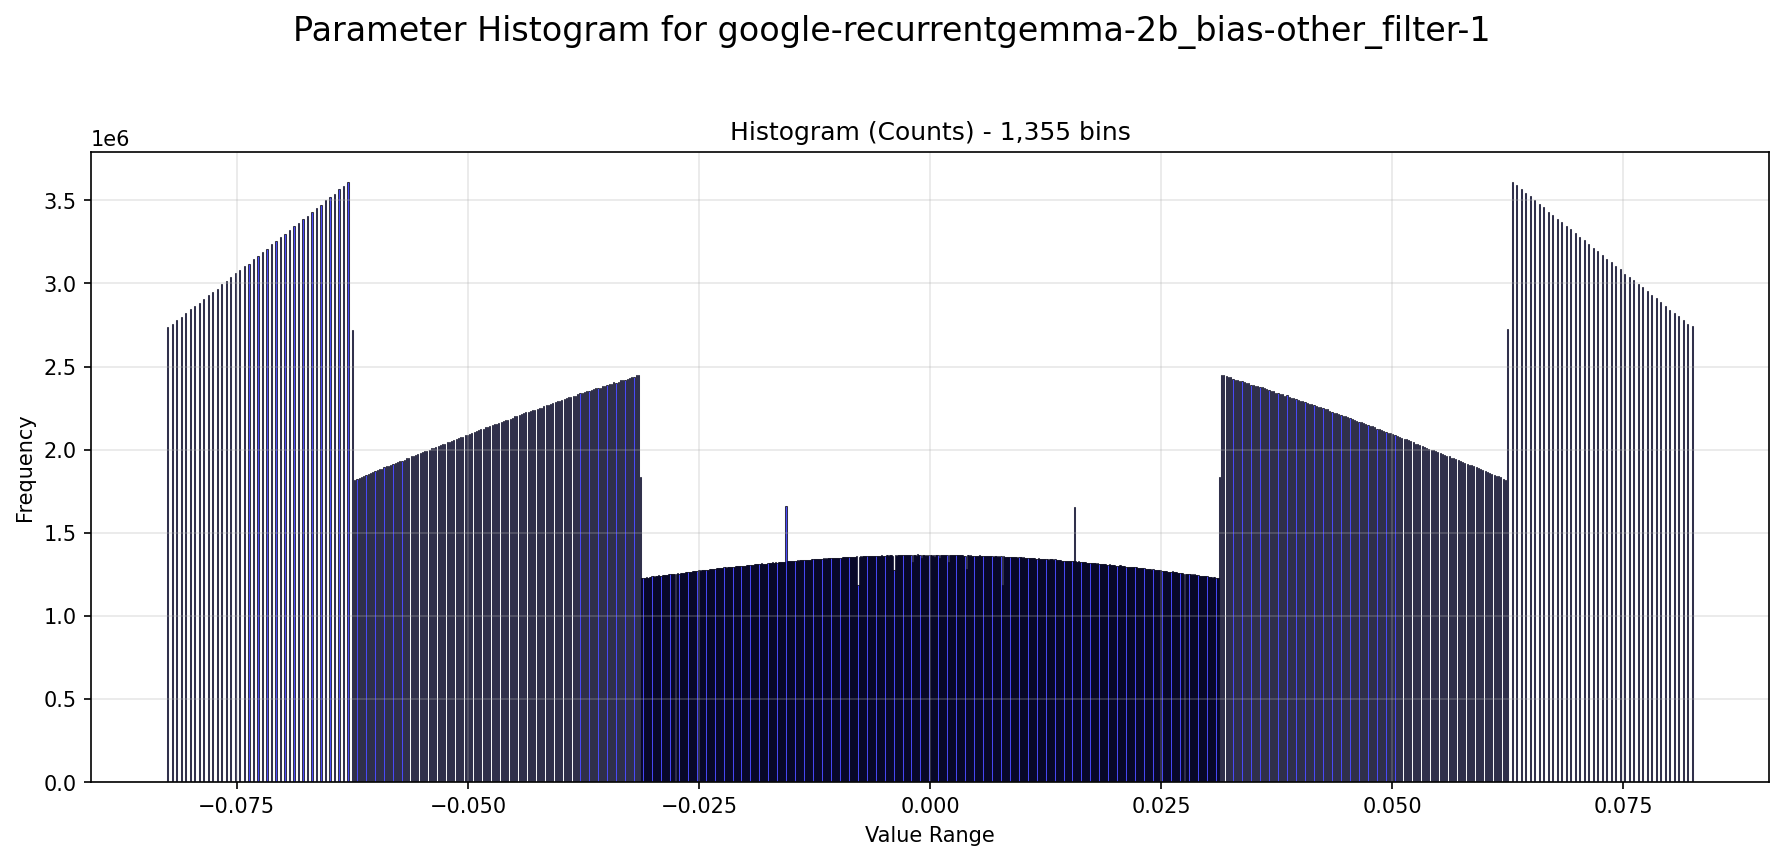 Parameter Histogram for google-recurrentgemma-2b_bias-other_filter-1
Histogram (Counts) - 1,355 bins
1e6
3.5
3.0
2.5
2.0
1.5
1.0
0.5
0.0
Frequency
−0.075 −0.050 −0.025 0.000 0.025 0.050 0.075
Value Range